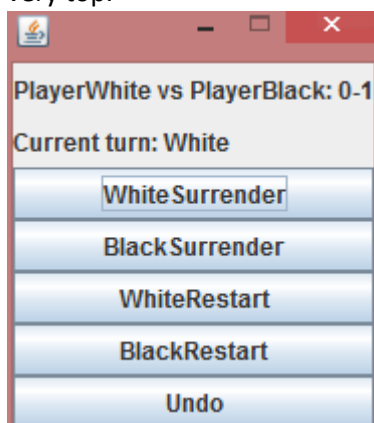 very top.
PlayerWhite vs PlayerBlack: 0-1
Current turn: White
WhiteSurrender
BlackSurrender
WhiteRestart
BlackRestart
Undo